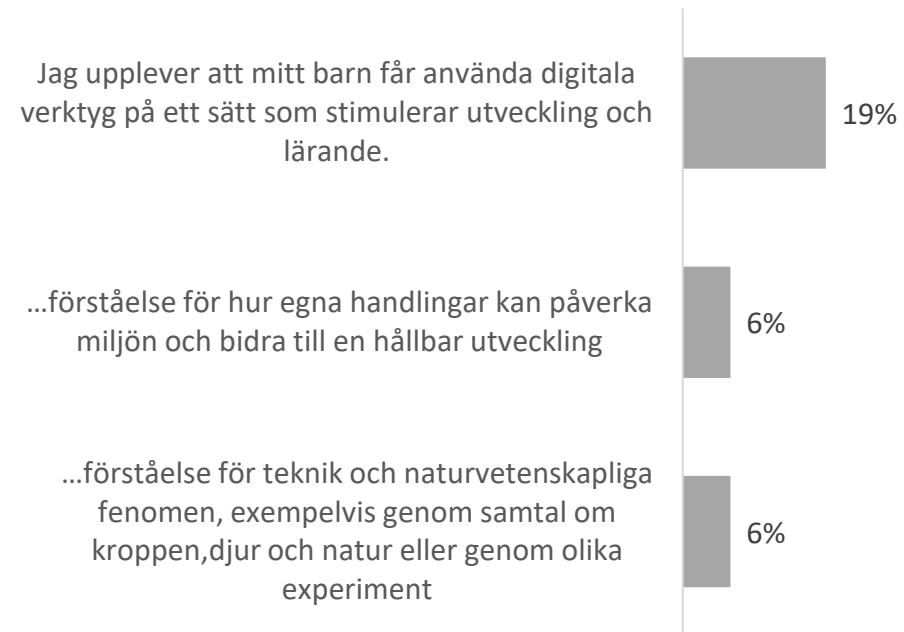 Jag upplever att mitt barn får använda digitala
verktyg på ett sätt som stimulerar utveckling och
lärande.
19%
…förståelse för hur egna handlingar kan påverka
miljön och bidra till en hållbar utveckling
6%
…förståelse för teknik och naturvetenskapliga
fenomen, exempelvis genom samtal om
kroppen,djur och natur eller genom olika
experiment
6%